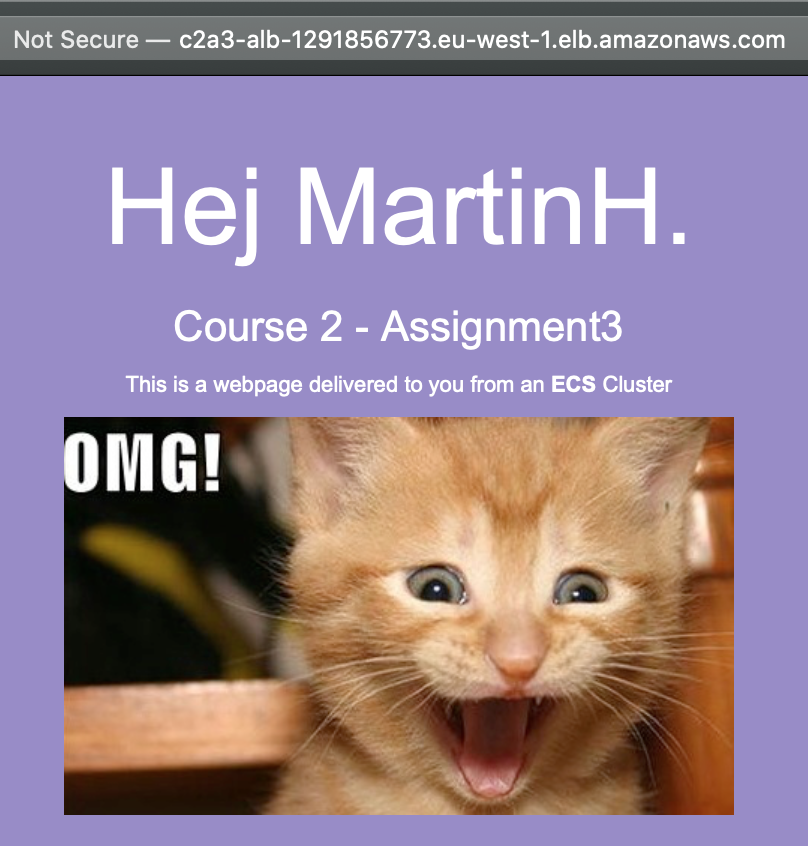 Not Secure — c2a3-alb-1291856773.eu-west-1.elb.amazonaws.com
Hej MartinH.
Course 2 - Assignment3
This is a webpage delivered to you from an ECS Cluster
OMG!